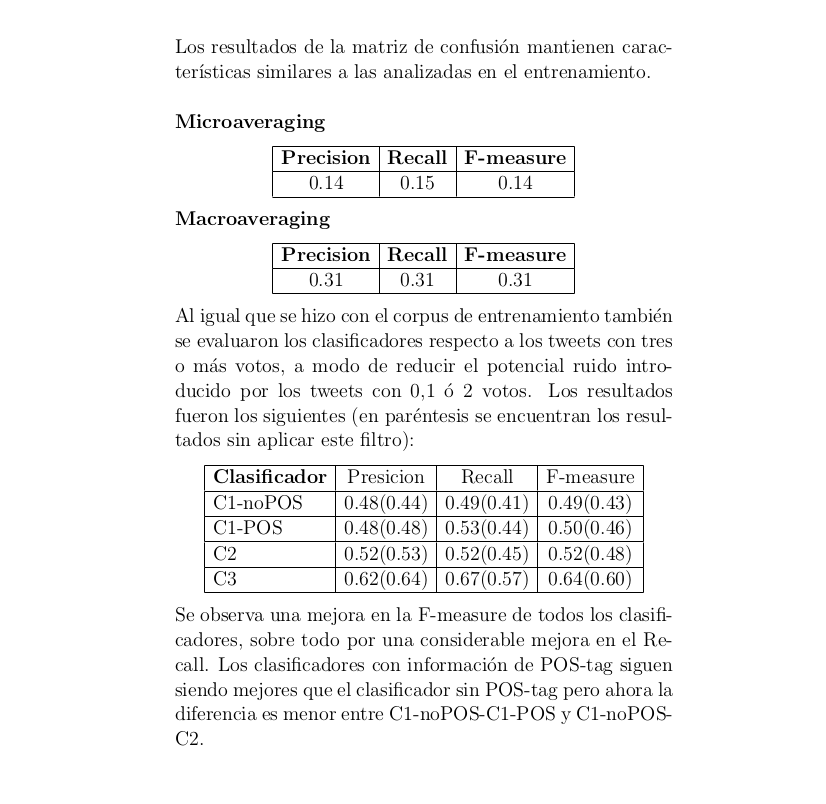 Los resultados de la matriz de confusión mantienen carac-
terísticas similares a las analizadas en el entrenamiento.
Microaveraging
Precision Recall F-measure
0.14 0.15 0.14
Macroaveraging
Precision Recall F-measure
0.31 0.31 0.31
Al igual que se hizo con el corpus de entrenamiento también
se evaluaron los clasificadores respecto a los tweets con tres
o más votos, a modo de reducir el potencial ruido intro-
ducido por los tweets con 0,1 ó 2 votos. Los resultados
fueron los siguientes (en paréntesis se encuentran los resul-
tados sin aplicar este filtro):
Clasificador Presicion Recall F-measure
C1-noPOS 0.48(0.44) 0.49(0.41) 0.49(0.43)
C1-POS 0.48(0.48) 0.53(0.44) 0.50(0.46)
C2 0.52(0.53) 0.52(0.45) 0.52(0.48)
C3 0.62(0.64) 0.67(0.57) 0.64(0.60)
Se observa una mejora en la F-measure de todos los clasifi-
cadores, sobre todo por una considerable mejora en el Re-
call. Los clasificadores con información de POS-tag siguen
siendo mejores que el clasificador sin POS-tag pero ahora la
diferencia es menor entre C1-noPOS-C1-POS y C1-noPOS-
C2.